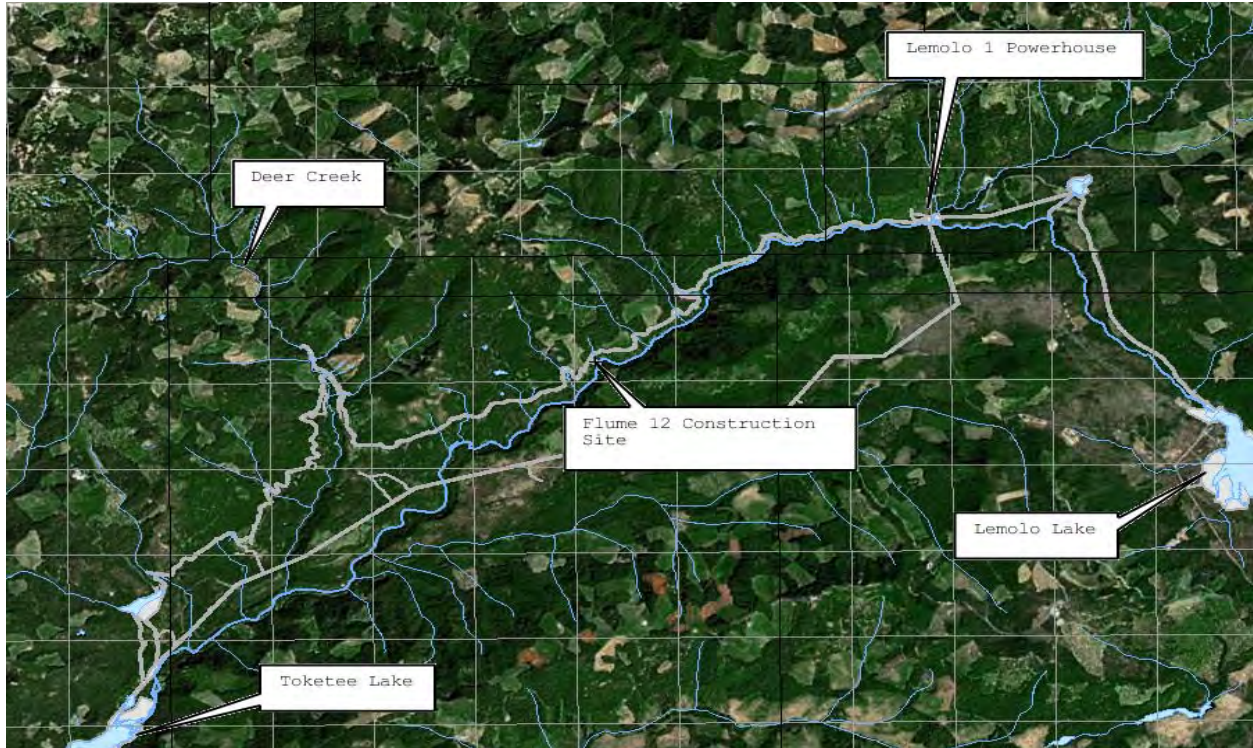 Lemolo 1 Powerhouse
Deer Creek
Flume 12 Construction
Site
Lemolo Lake
Toketee Lake